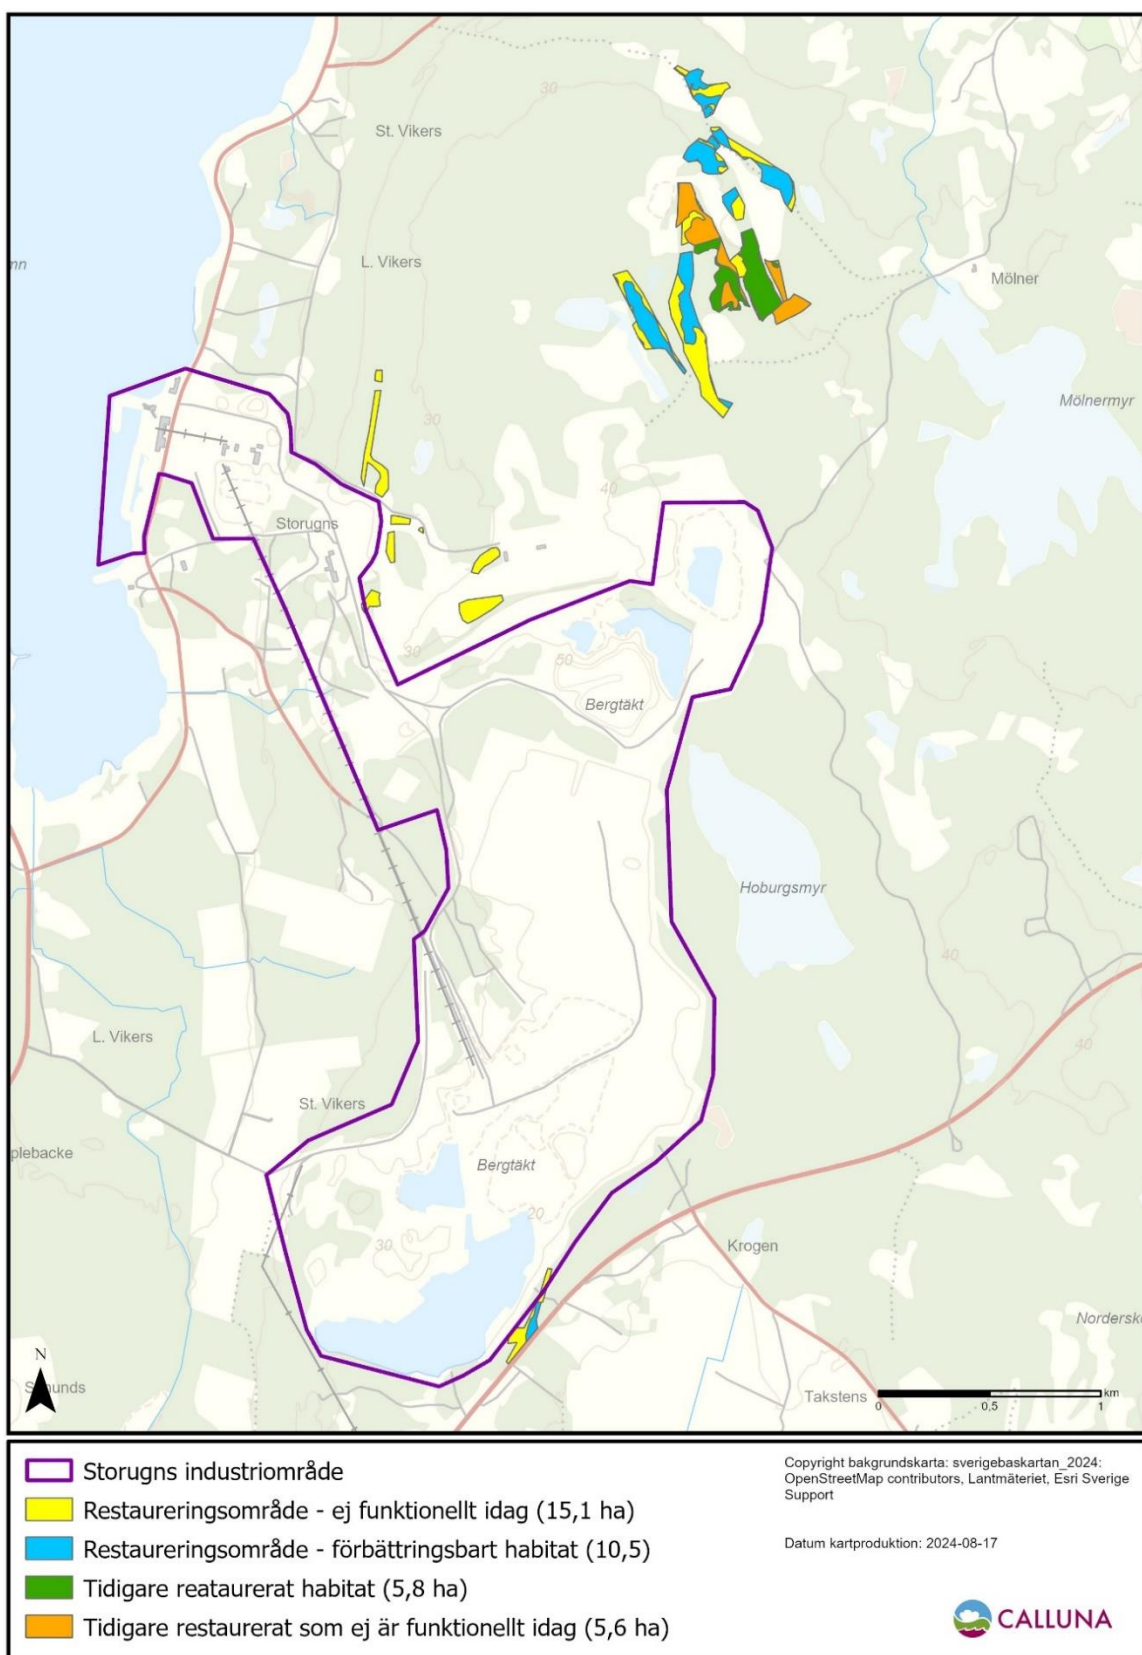 St. Vikers
30
L. Vikers
mn
Mölner
Mölnermyr
30
40
Storugns
30
50
Bergtäkt
Hoburgsmyr
40
40
L. Vikers
St. Vikers
plebacke
Bergtäkt
20
30
Krogen
N
Takstens
0 0,5 1 km
Storugns industriområde
Restaureringsområde - ej funktionellt idag (15,1 ha)
Restaureringsområde - förbättringsbart habitat (10,5)
Tidigare reataurerat habitat (5,8 ha)
Tidigare restaurerat som ej är funktionellt idag (5,6 ha)
Copyright bakgrundskarta: sverigebaskartan_2024:
OpenStreetMap contributors, Lantmäteriet, Esri Sverige
Support
Datum kartproduktion: 2024-08-17
CALLUNA